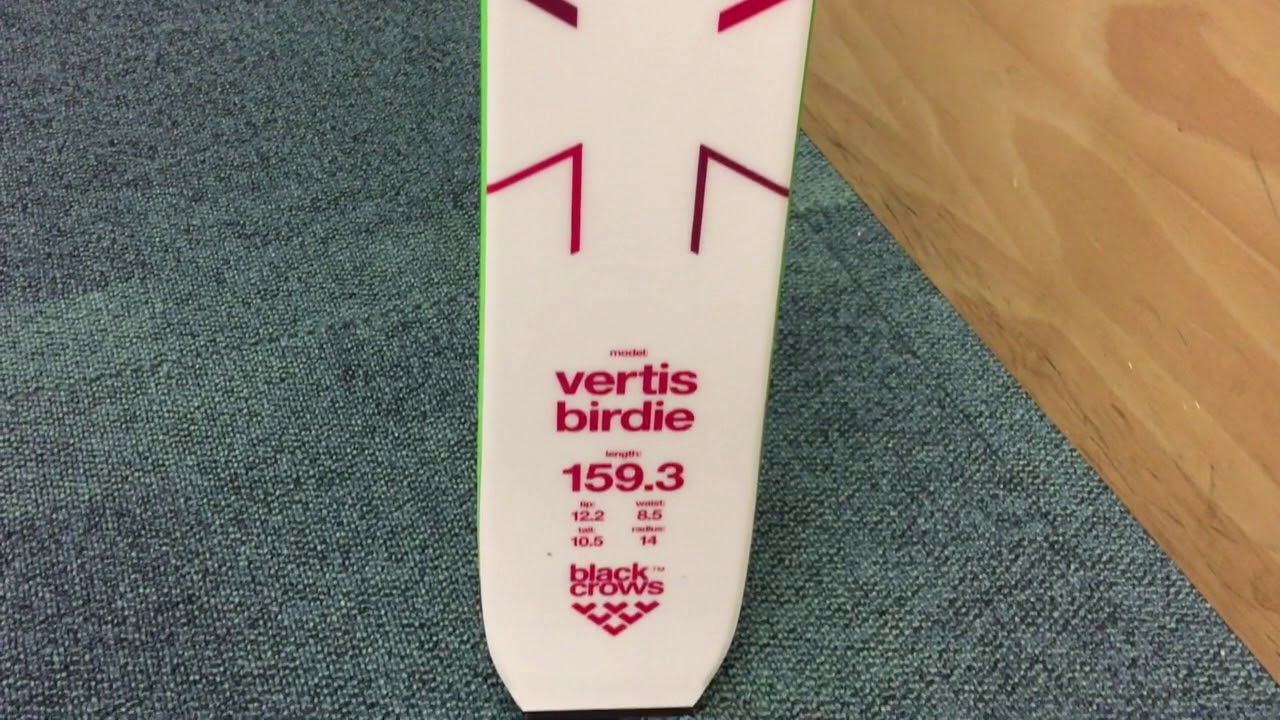 model:
vertis
birdie
length:
159.3
tip: waist:
12.2 8.5
tail: radius:
10.5 14
black™
crows